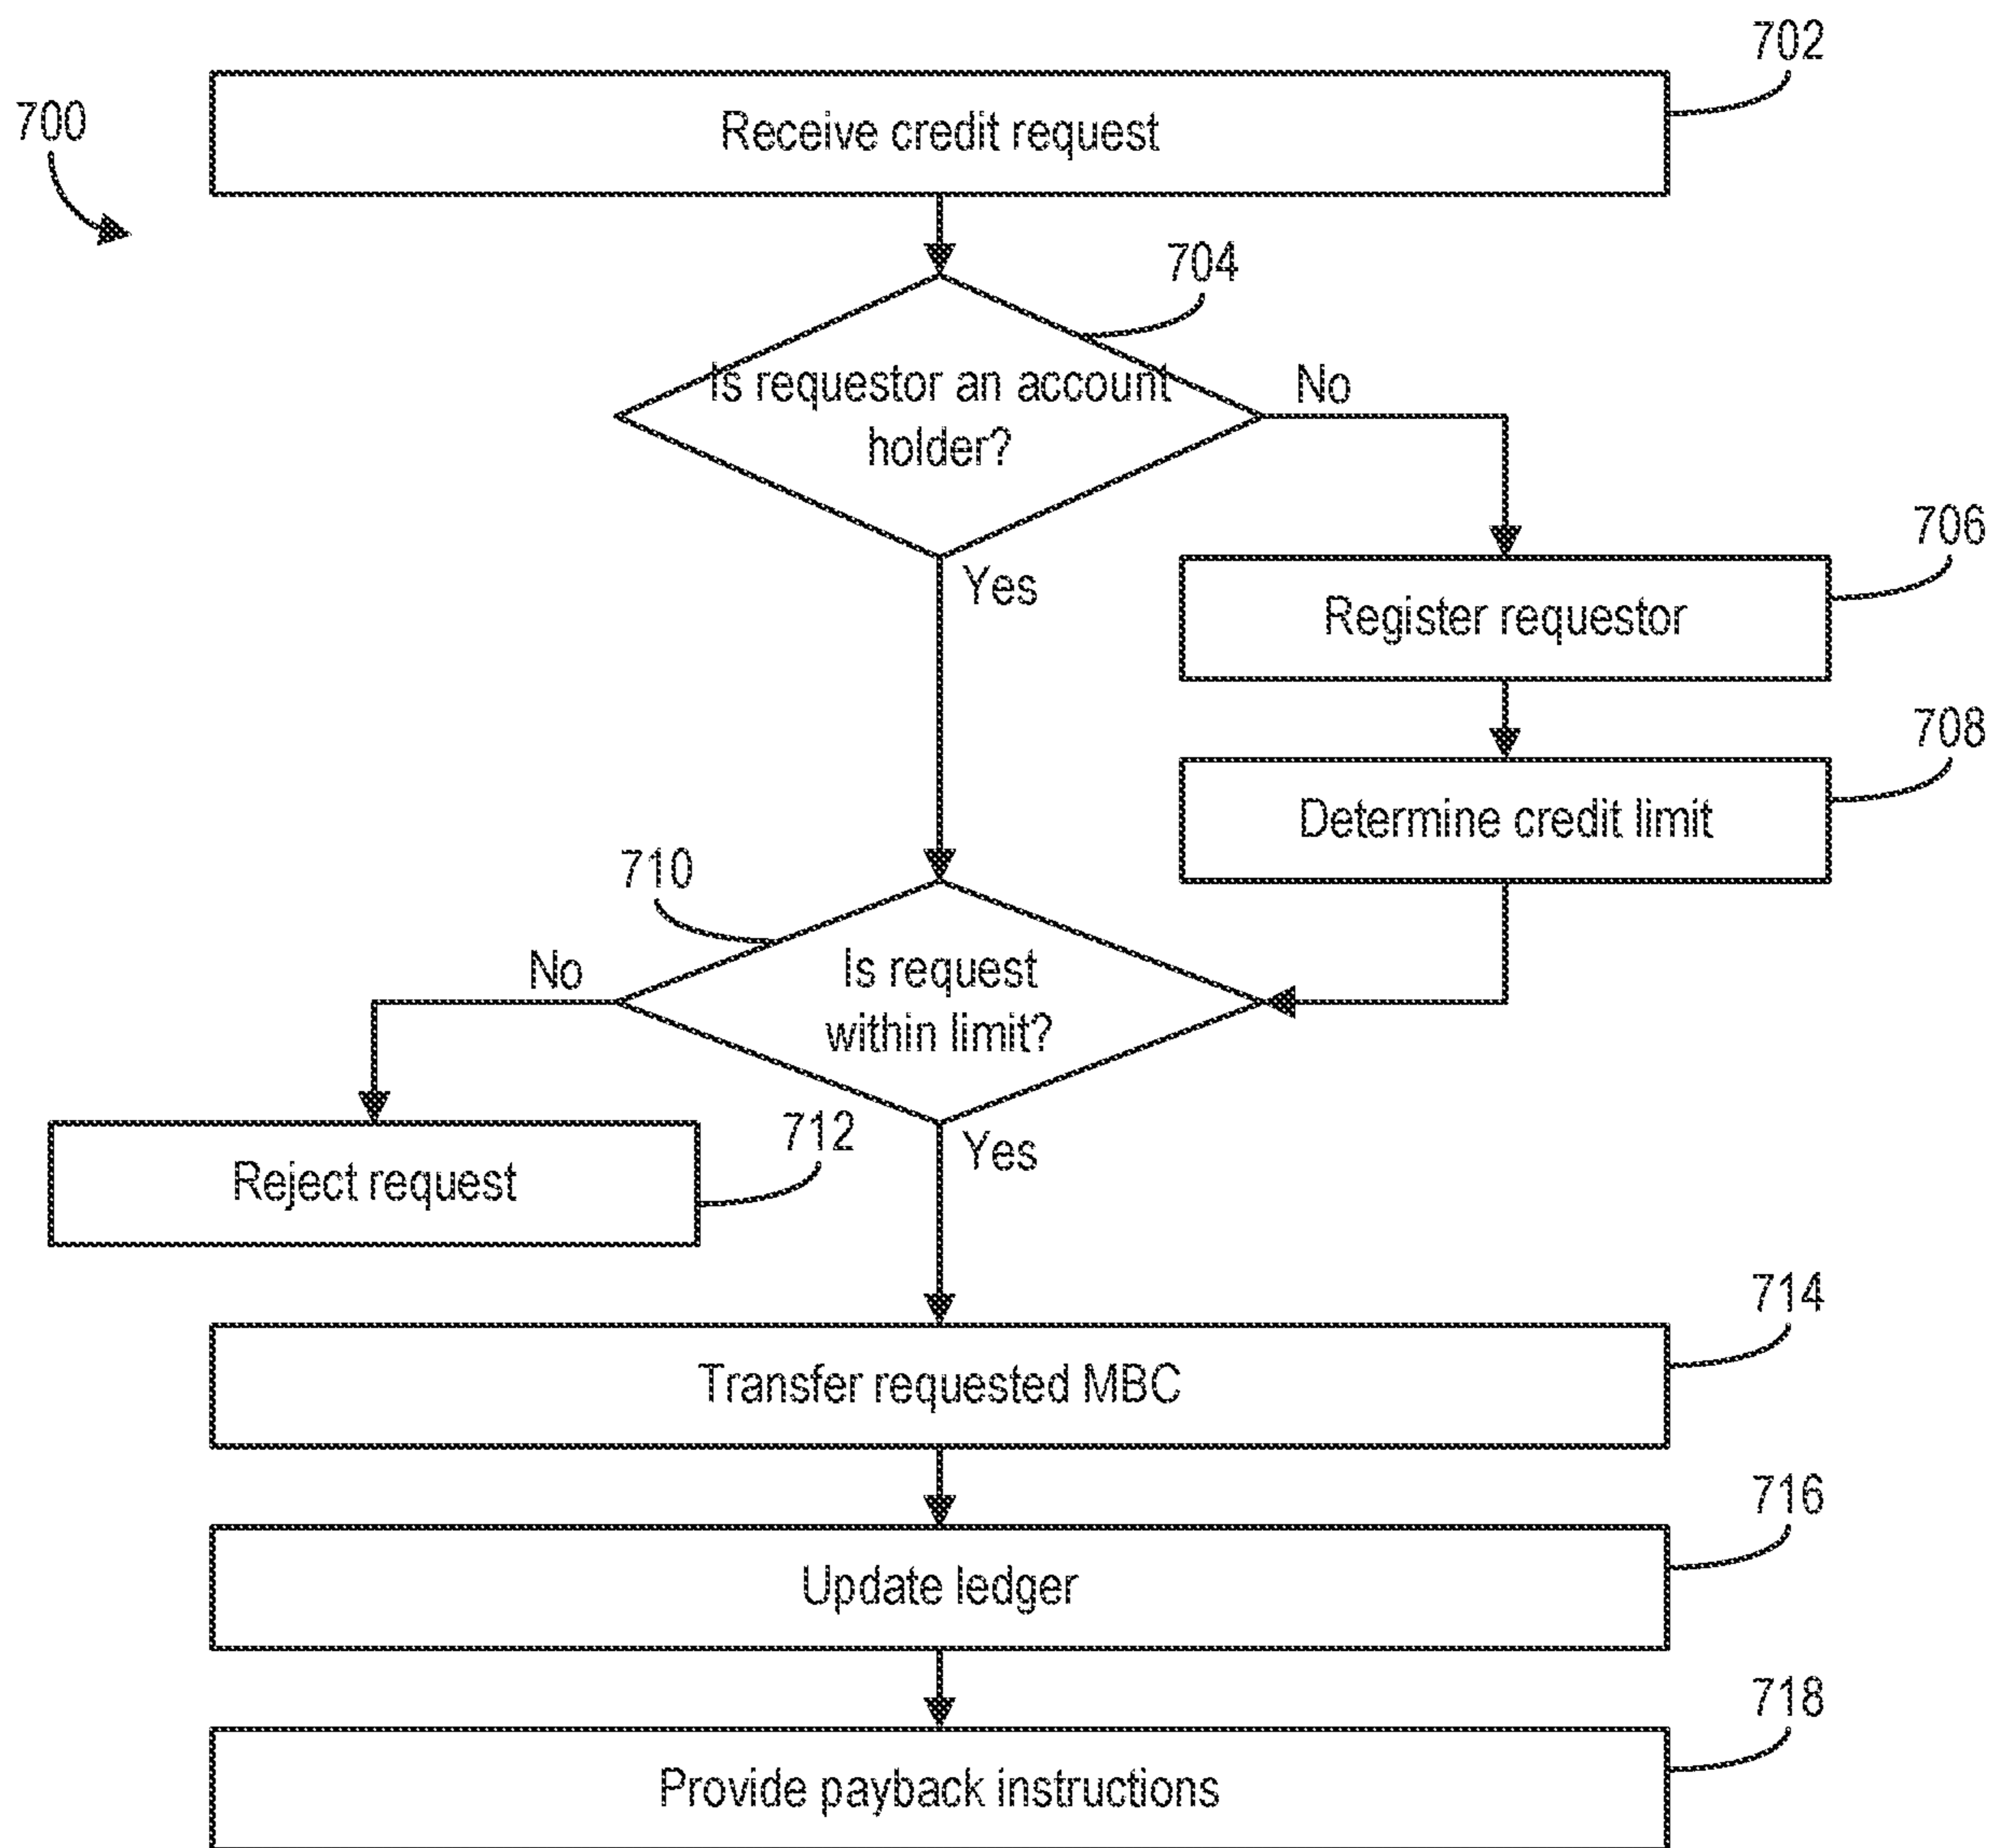 702
700
Receive credit request
704
Is requestor an account
holder?
No
Yes
706
Register requestor
708
Determine credit limit
710
No
Is request
within limit?
712
Yes
Reject request
714
Transfer requested MBC
716
Update ledger
718
Provide payback instructions